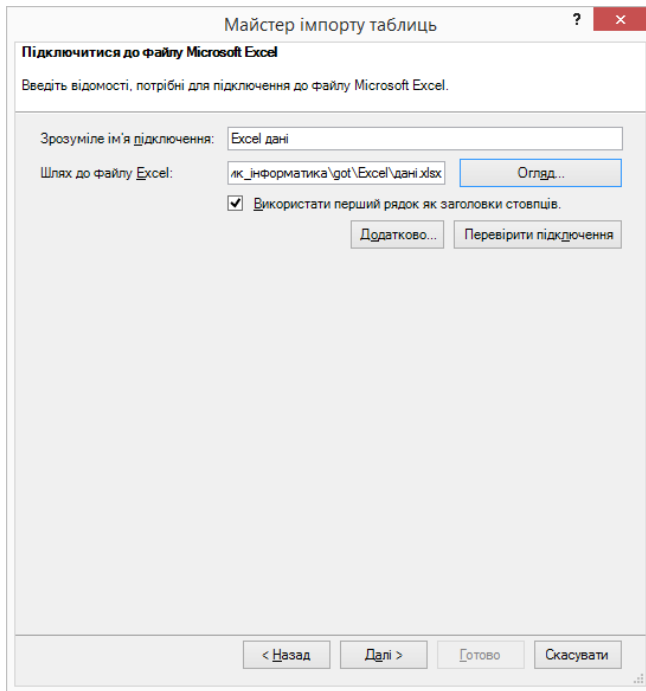 Майстер імпорту таблиць
?
Підключитися до файлу Microsoft Excel
Введіть відомості, потрібні для підключення до файлу Microsoft Excel.
Зрозуміле ім'я підключення: Excel дані
Шлях до файлу Excel: ик_інформатика\got\Excel\дані.xlsx Огляд...
Використати перший рядок як заголовки стовпців.
Додатково... Перевірити підключення
< Назад Далі > Готово Скасувати